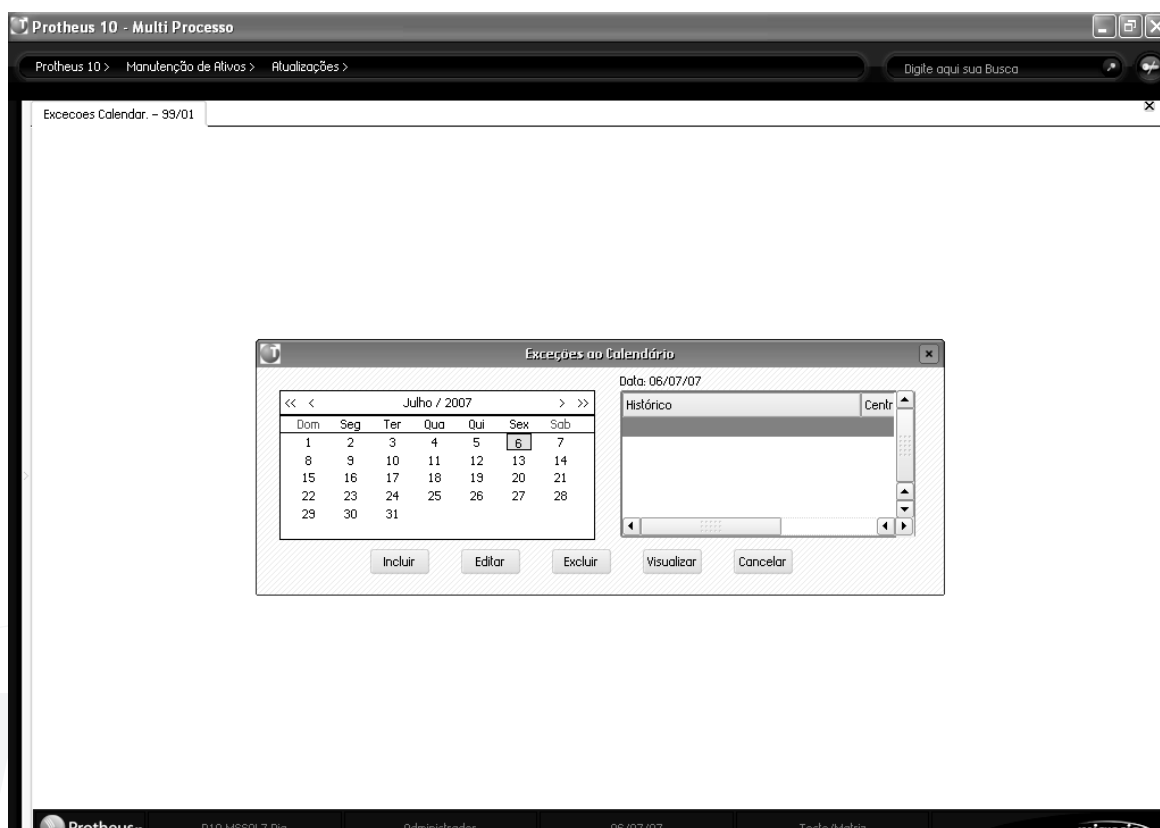 Protheus 10 - Multi Processo
Protheus 10 > Manutenção de Ativos > Atualizações >
Digite aqui sua Busca
Excecoes Calendar. - 99/01
Exceções ao Calendário
Data: 06/07/07
<< < Julho / 2007 > >>
Dom Seg Ter Qua Qui Sex Sab
1 2 3 4 5 6 7
8 9 10 11 12 13 14
15 16 17 18 19 20 21
22 23 24 25 26 27 28
29 30 31
Histórico Centr
Incluir Editar Excluir Visualizar Cancelar
Protheus
Administrador
06/07/07
Teste/Matriz